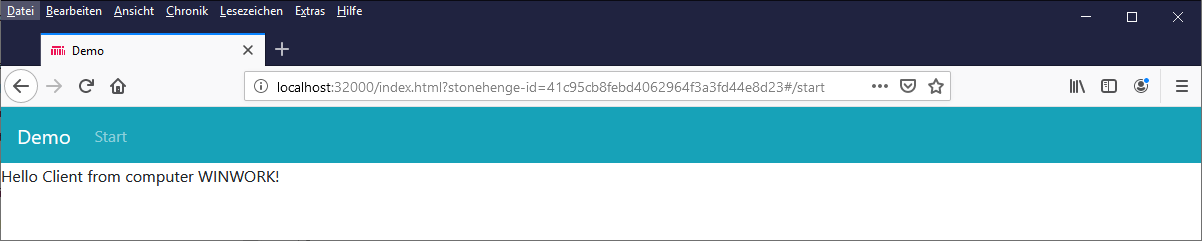 Datei Bearbeiten Ansicht Chronik Lesezeichen Extras Hilfe
Demo
localhost:32000/index.html?stonehenge-id=41c95cb8febd4062964f3a3fd44e8d23#/start
Demo Start
Hello Client from computer WINWORK!